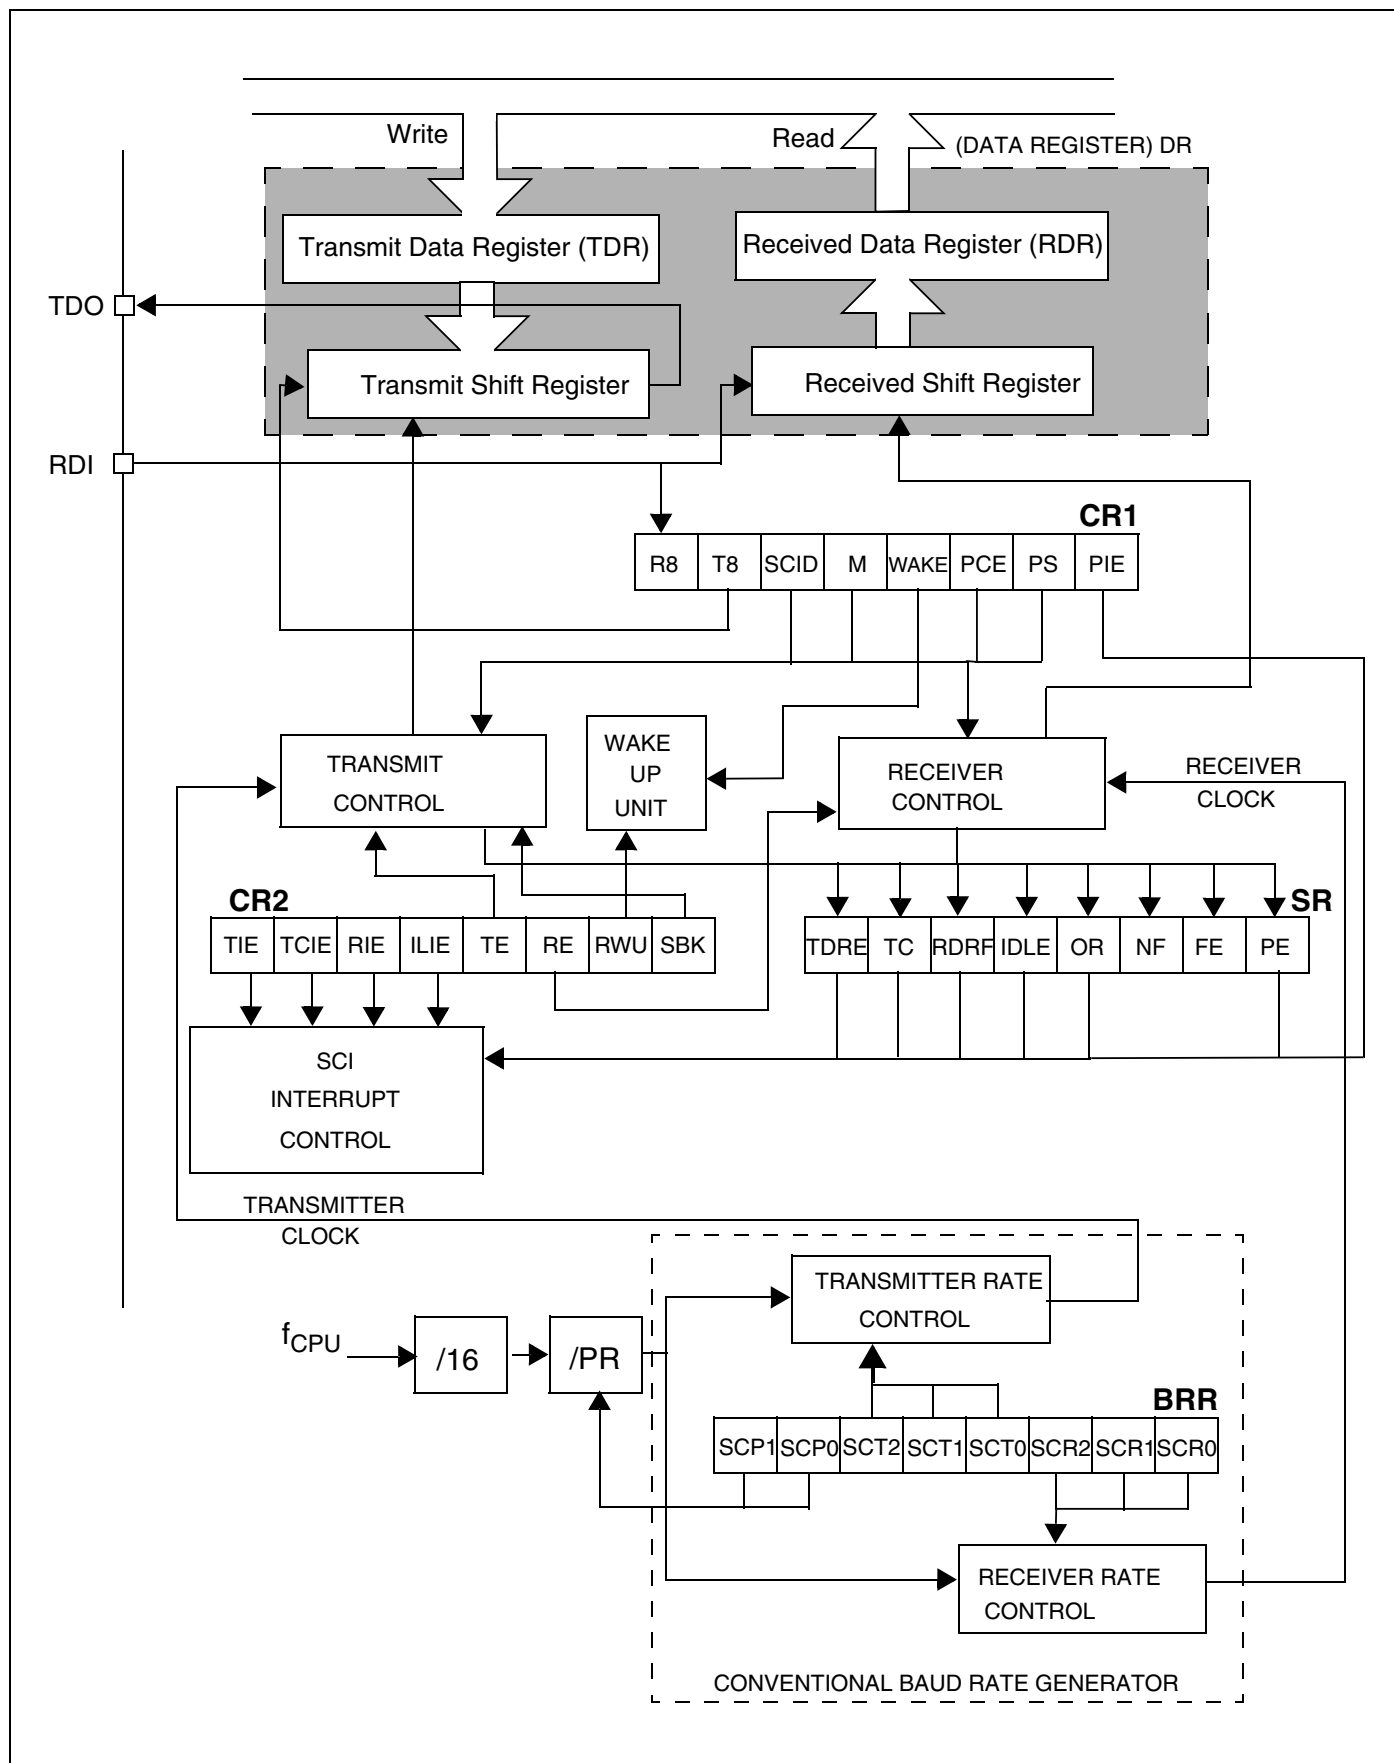 Write
Read
(DATA REGISTER) DR
Transmit Data Register (TDR)
Received Data Register (RDR)
TDO
Transmit Shift Register
Received Shift Register
RDI
CR1
R8 T8 SCID M WAKE PCE PS PIE
TRANSMIT
CONTROL
WAKE
UP
UNIT
RECEIVER
CONTROL
RECEIVER
CLOCK
CR2
TIE TCIE RIE ILIE TE RE RWU SBK
SR
TDRE TC RDRF IDLE OR NF FE PE
SCI
INTERRUPT
CONTROL
TRANSMITTER
CLOCK
TRANSMITTER RATE
CONTROL
fCPU
/16
/PR
BRR
SCP1 SCP0 SCT2 SCT1 SCT0 SCR2 SCR1 SCR0
RECEIVER RATE
CONTROL
CONVENTIONAL BAUD RATE GENERATOR